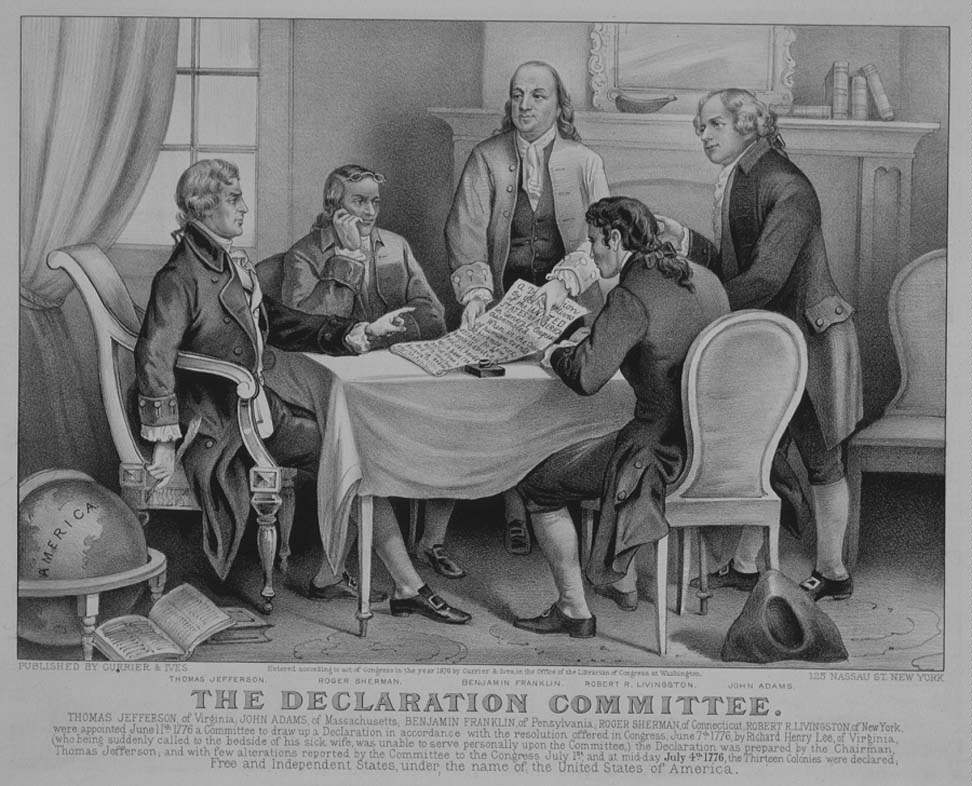 AMERICA
A
UNITED
STATES
PUBLISHED BY CURRIER & IVES
Entered according to act of Congress in the year 1876 by Currier & Ives, in the Office of the Librarian of Congress at Washington.
125 NASSAU ST. NEW YORK
THOMAS JEFFERSON. ROGER SHERMAN. BENJAMIN FRANKLIN. ROBERT R. LIVINGSTON. JOHN ADAMS.
THE DECLARATION COMMITTEE.
THOMAS JEFFERSON, of Virginia, JOHN ADAMS, of Massachusetts, BENJAMIN FRANKLIN, of Pennsylvania, ROGER SHERMAN, of Connecticut, ROBERT R. LIVINGSTON, of New York,
were appointed June 11th 1776 a Committee to draw up a Declaration in accordance with the resolution offered in Congress, June 7th 1776, by Richard Henry Lee, of Virginia,
(who being suddenly called to the bedside of his sick wife, was unable to serve personally upon the Committee,) the Declaration was prepared by the Chairman,
Thomas Jefferson, and with few alterations reported by the Committee to the Congress July 1st, and at mid-day July 4th 1776, the Thirteen Colonies were declared,
Free and Independent States, under, the name of, the United States, of America.